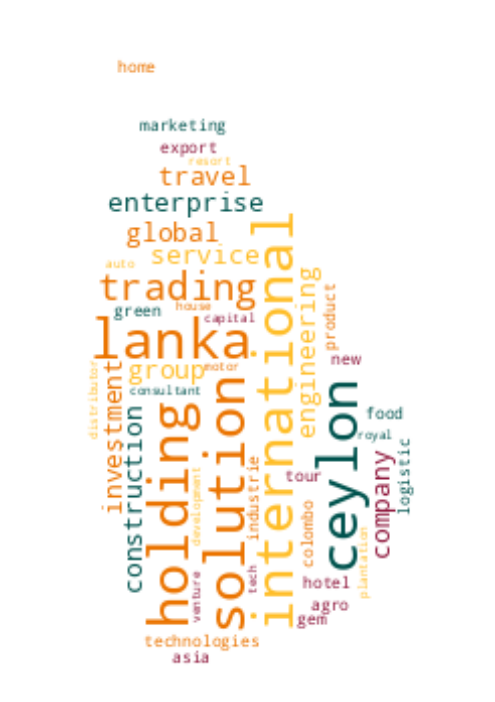 home
marketing
export
resort
travel
enterprise
global
service
auto
trading
house
green
capital
lanka
international
engineering
product
new
group
motor
consultant
distributor
investment
construction
holding
solution
ceylon
food
royal
logistic
company
development
industrie
tour
colombo
plantation
venture
tech
hotel
agro
gem
technologies
asia